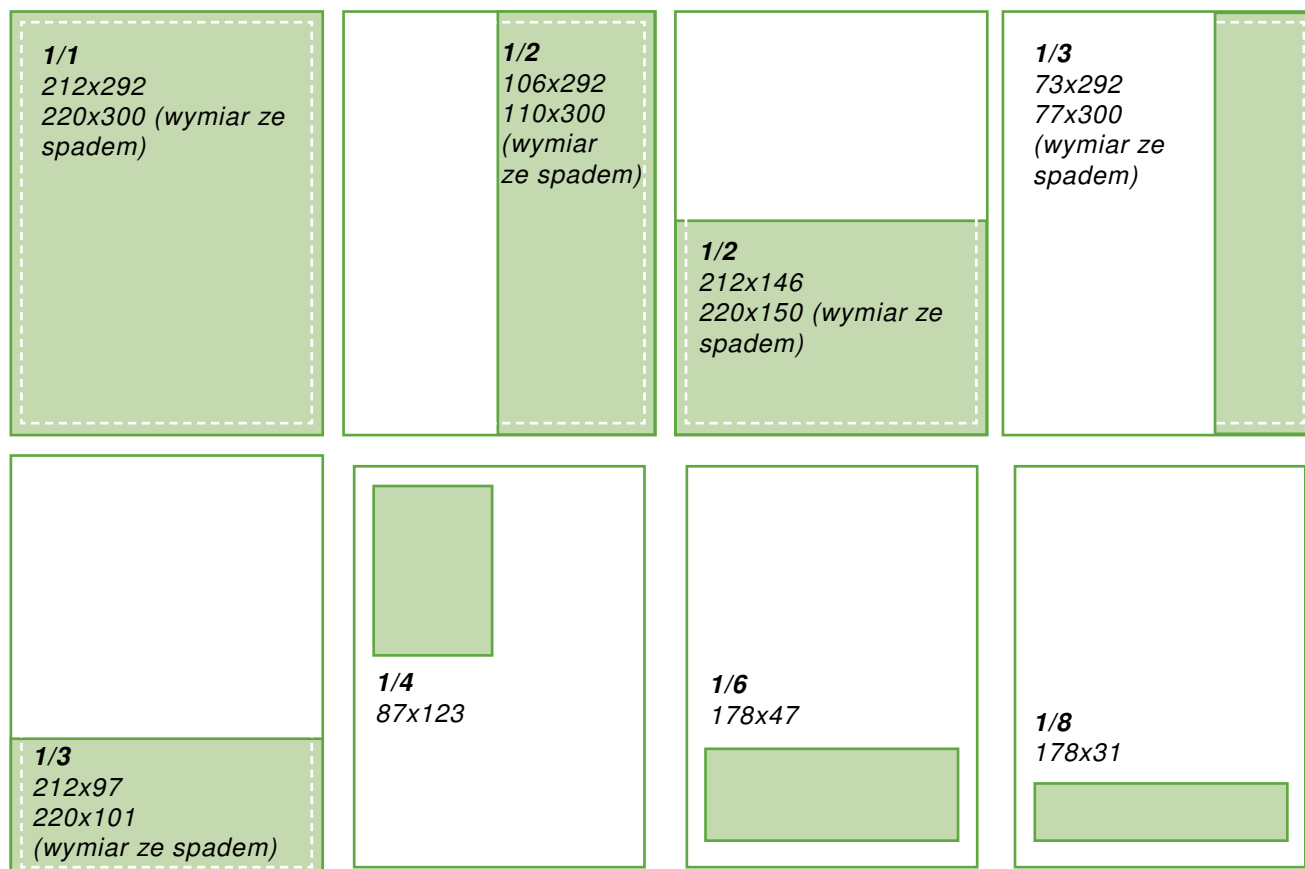 1/1
212x292
220x300 (wymiar ze
spadem)
1/2
106x292
110x300
(wymiar
ze spadem)
1/2
212x146
220x150 (wymiar ze
spadem)
1/3
73x292
77x300
(wymiar ze
spadem)
1/3
212x97
220x101
(wymiar ze spadem)
1/4
87x123
1/6
178x47
1/8
178x31